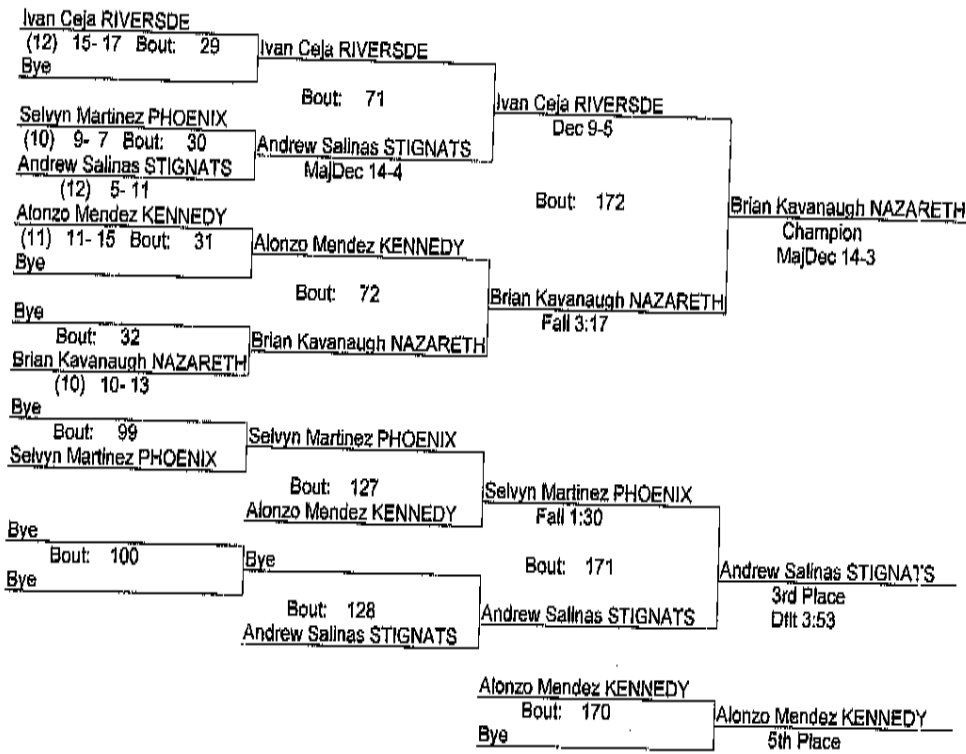 Ivan Ceja RIVERSDE
(12) 15- 17 Bout: 29
Bye
Ivan Ceja RIVERSDE
Bout: 71
Selvyn Martinez PHOENIX
(10) 9- 7 Bout: 30
Andrew Salinas STIGNATS
(12) 5- 11
Andrew Salinas STIGNATS
MajDec 14-4
Ivan Ceja RIVERSDE
Dec 9-5
Bout: 172
Alonzo Mendez KENNEDY
(11) 11- 15 Bout: 31
Bye
Alonzo Mendez KENNEDY
Bout: 72
Bye
Bout: 32
Brian Kavanaugh NAZARETH
(10) 10- 13
Brian Kavanaugh NAZARETH
Brian Kavanaugh NAZARETH
Fall 3:17
Brian Kavanaugh NAZARETH
Champion
MajDec 14-3
Bye
Bout: 99
Selvyn Martinez PHOENIX
Selvyn Martinez PHOENIX
Bout: 127
Alonzo Mendez KENNEDY
Selvyn Martinez PHOENIX
Fall 1:30
Bout: 171
Bye
Bout: 100
Bye
Bye
Bout: 128
Andrew Salinas STIGNATS
Andrew Salinas STIGNATS
Andrew Salinas STIGNATS
3rd Place
Dflt 3:53
Alonzo Mendez KENNEDY
Bout: 170
Bye
Alonzo Mendez KENNEDY
5th Place